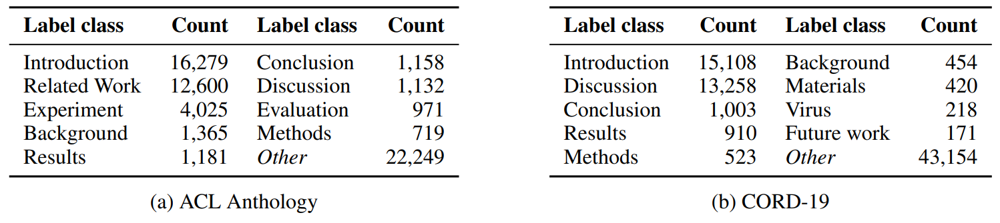 Label class Count Label class Count
Introduction 16,279 Conclusion 1,158
Related Work 12,600 Discussion 1,132
Experiment 4,025 Evaluation 971
Background 1,365 Methods 719
Results 1,181 Other 22,249
(a) ACL Anthology
Label class Count Label class Count
Introduction 15,108 Background 454
Discussion 13,258 Materials 420
Conclusion 1,003 Virus 218
Results 910 Future work 171
Methods 523 Other 43,154
(b) CORD-19